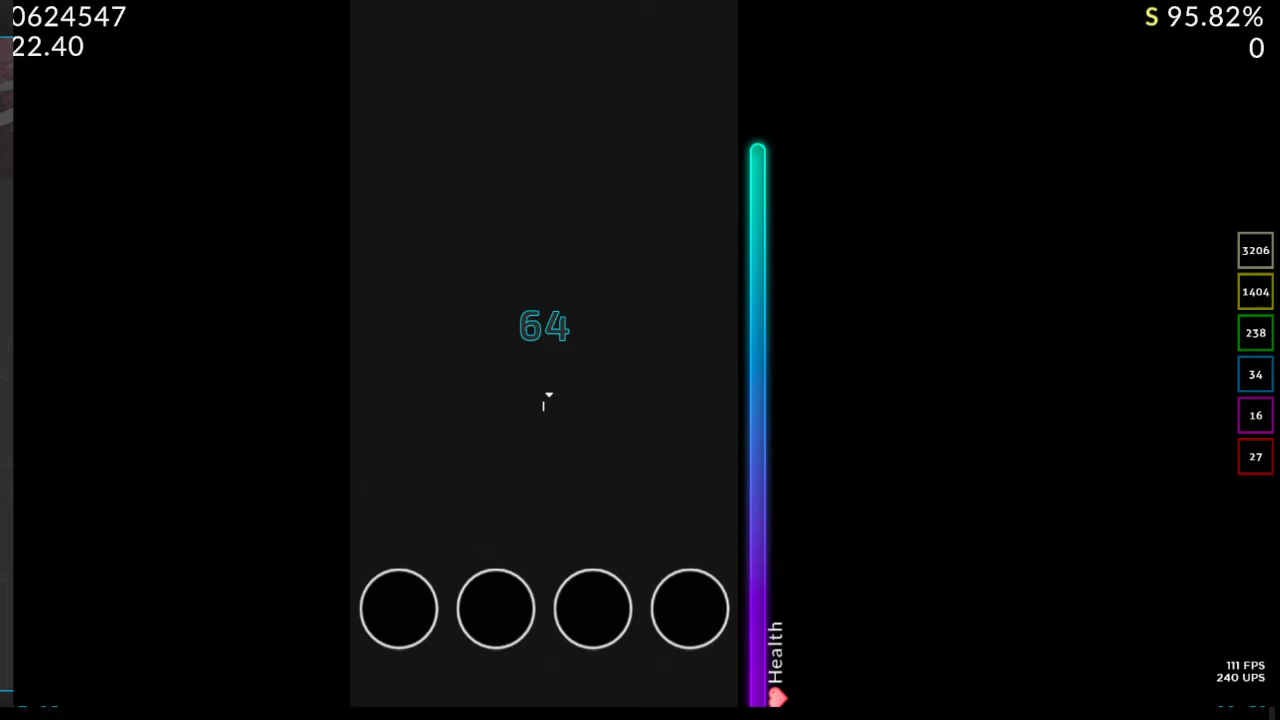 0624547
22.40
S 95.82%
0
3206
1404
64
238
34
16
27
Health
111 FPS
240 UPS